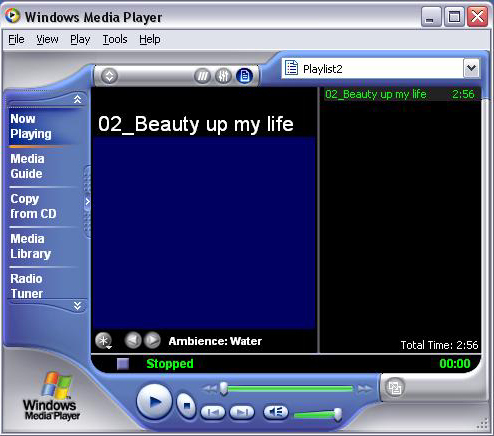 Windows Media Player
File View Play Tools Help
Playlist2
02_Beauty up my life 2:56
Now
Playing
Media
Guide
Copy
from CD
Media
Library
Radio
Tuner
02_Beauty up my life
Ambience: Water
Total Time: 2:56
Stopped 00:00
Windows
Media Player